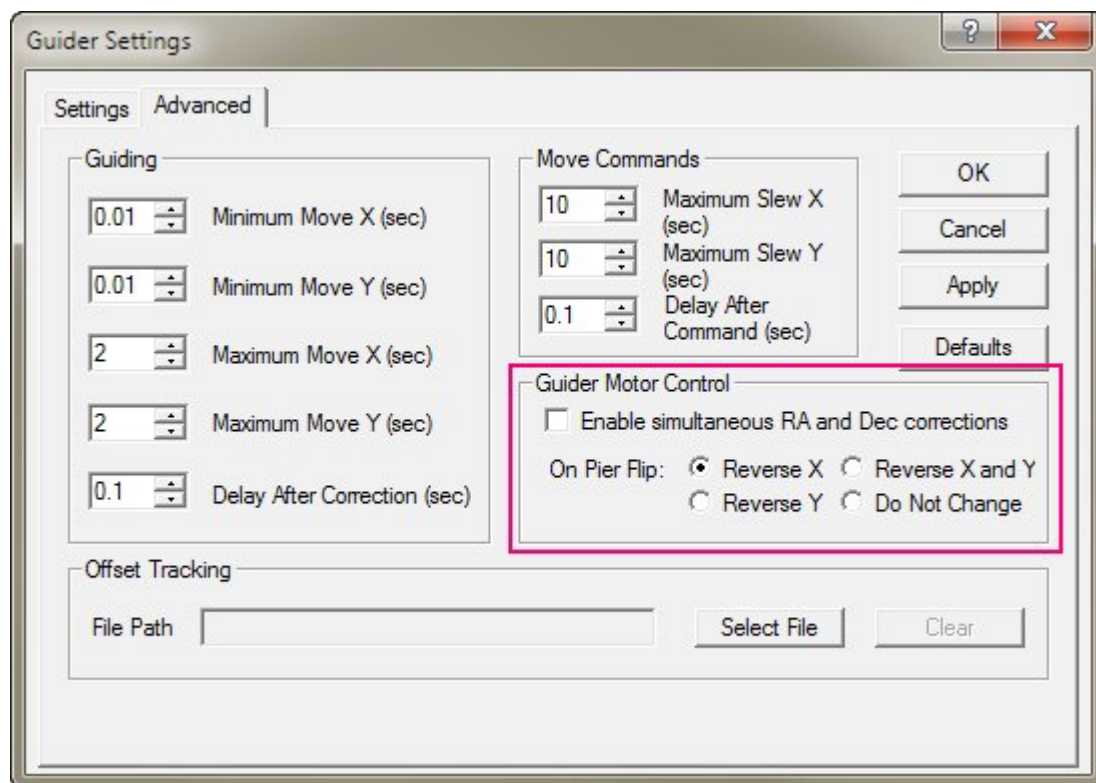 Guider Settings
Settings
Advanced
Guiding
0.01 Minimum Move X (sec)
0.01 Minimum Move Y (sec)
2 Maximum Move X (sec)
2 Maximum Move Y (sec)
0.1 Delay After Correction (sec)
Move Commands
10 Maximum Slew X
(sec)
10 Maximum Slew Y
(sec)
0.1 Delay After
Command (sec)
OK
Cancel
Apply
Defaults
Guider Motor Control
Enable simultaneous RA and Dec corrections
On Pier Flip: Reverse X Reverse X and Y
Reverse Y Do Not Change
Offset Tracking
File Path Select File Clear